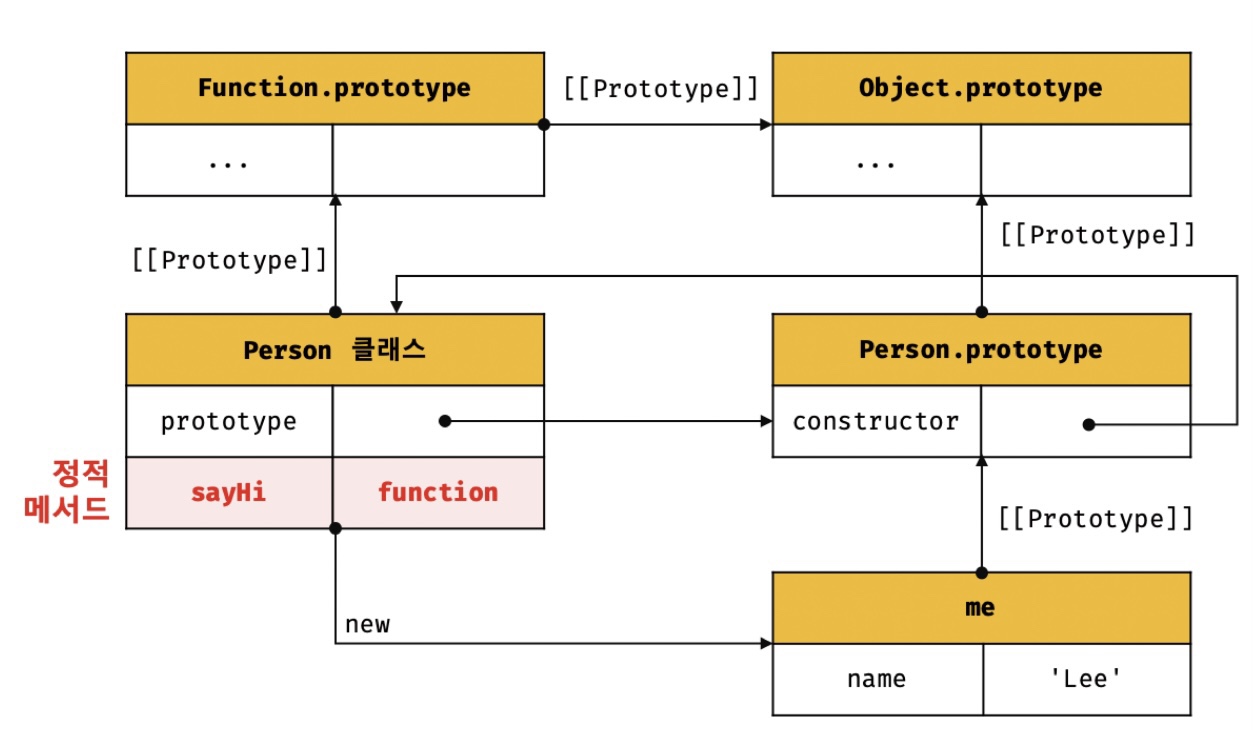 Function.prototype
[[Prototype]]
Object.prototype
...
...
[[Prototype]]
[[Prototype]]
Person 클래스
Person.prototype
prototype
constructor
정적
메서드
sayHi
function
[[Prototype]]
new
me
name
'Lee'